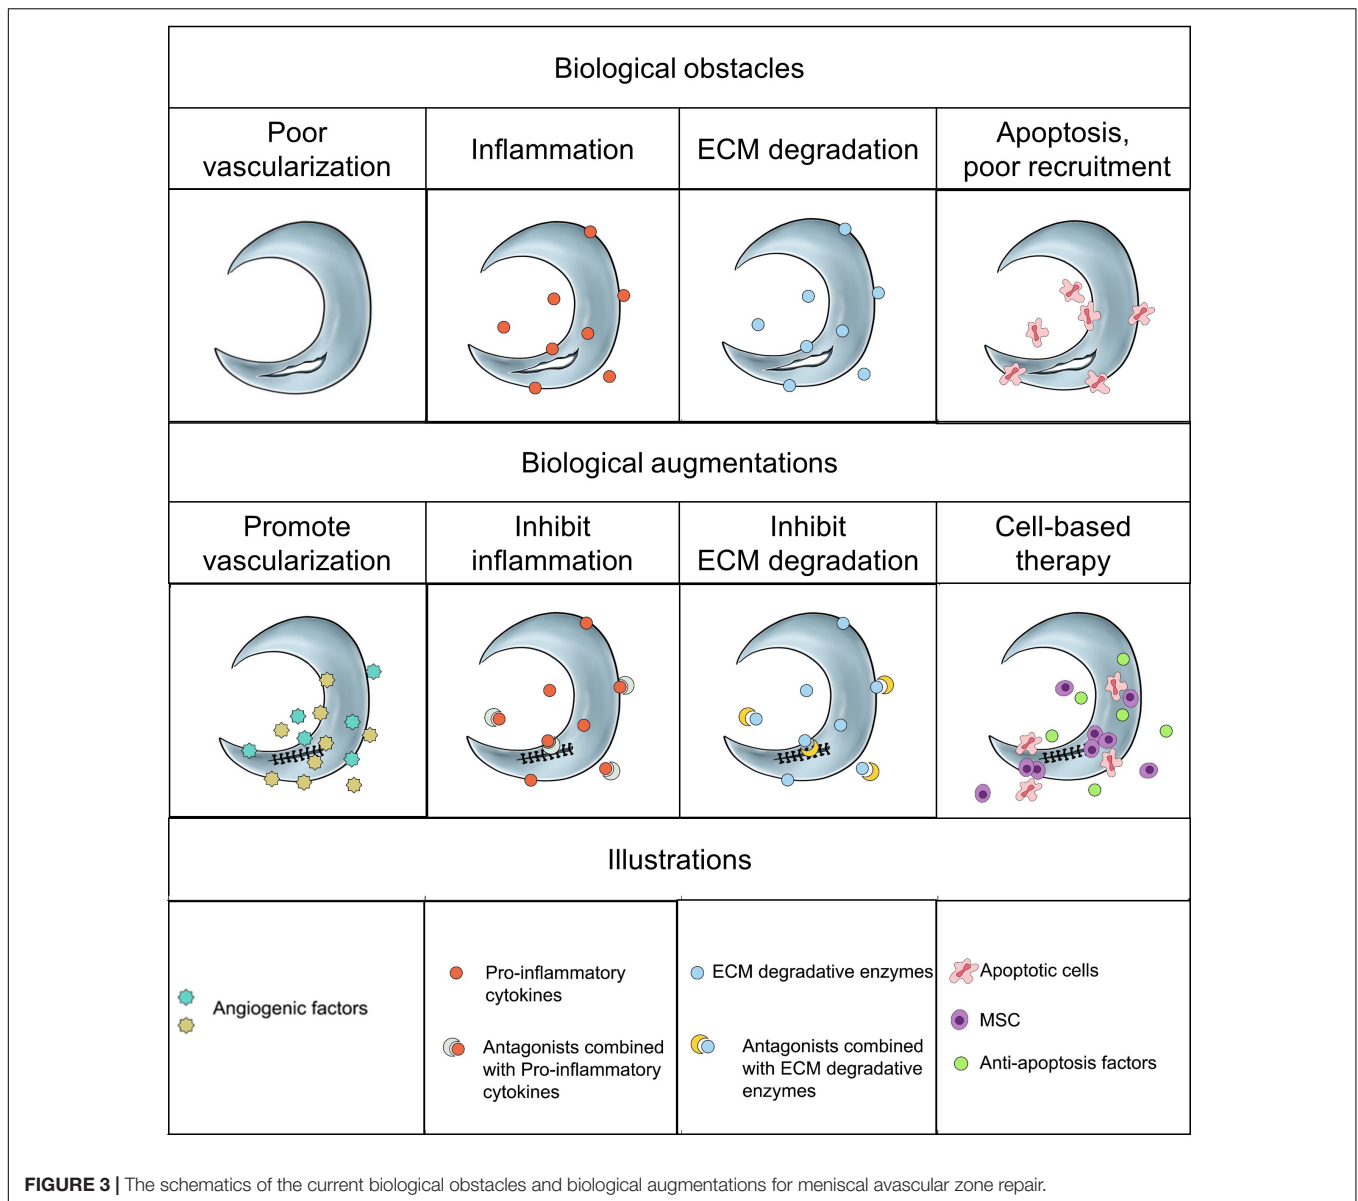 Biological obstacles
Poor
vascularization
Inflammation
ECM degradation
Apoptosis,
poor recruitment
Biological augmentations
Promote
vascularization
Inhibit
inflammation
Inhibit
ECM degradation
Cell-based
therapy
Illustrations
Angiogenic factors
Pro-inflammatory
cytokines
Antagonists combined
with Pro-inflammatory
cytokines
ECM degradative enzymes
Antagonists combined
with ECM degradative
enzymes
Apoptotic cells
MSC
Anti-apoptosis factors
FIGURE 3 | The schematics of the current biological obstacles and biological augmentations for meniscal avascular zone repair.